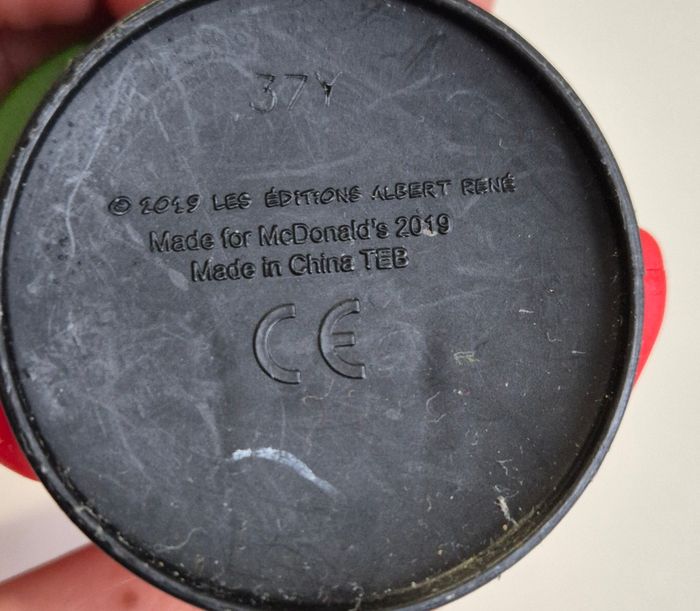 37Y
© 2019 LES ÉDITIONS ALBERT RENÉ
Made for McDonald's 2019
Made in China TEB
CE